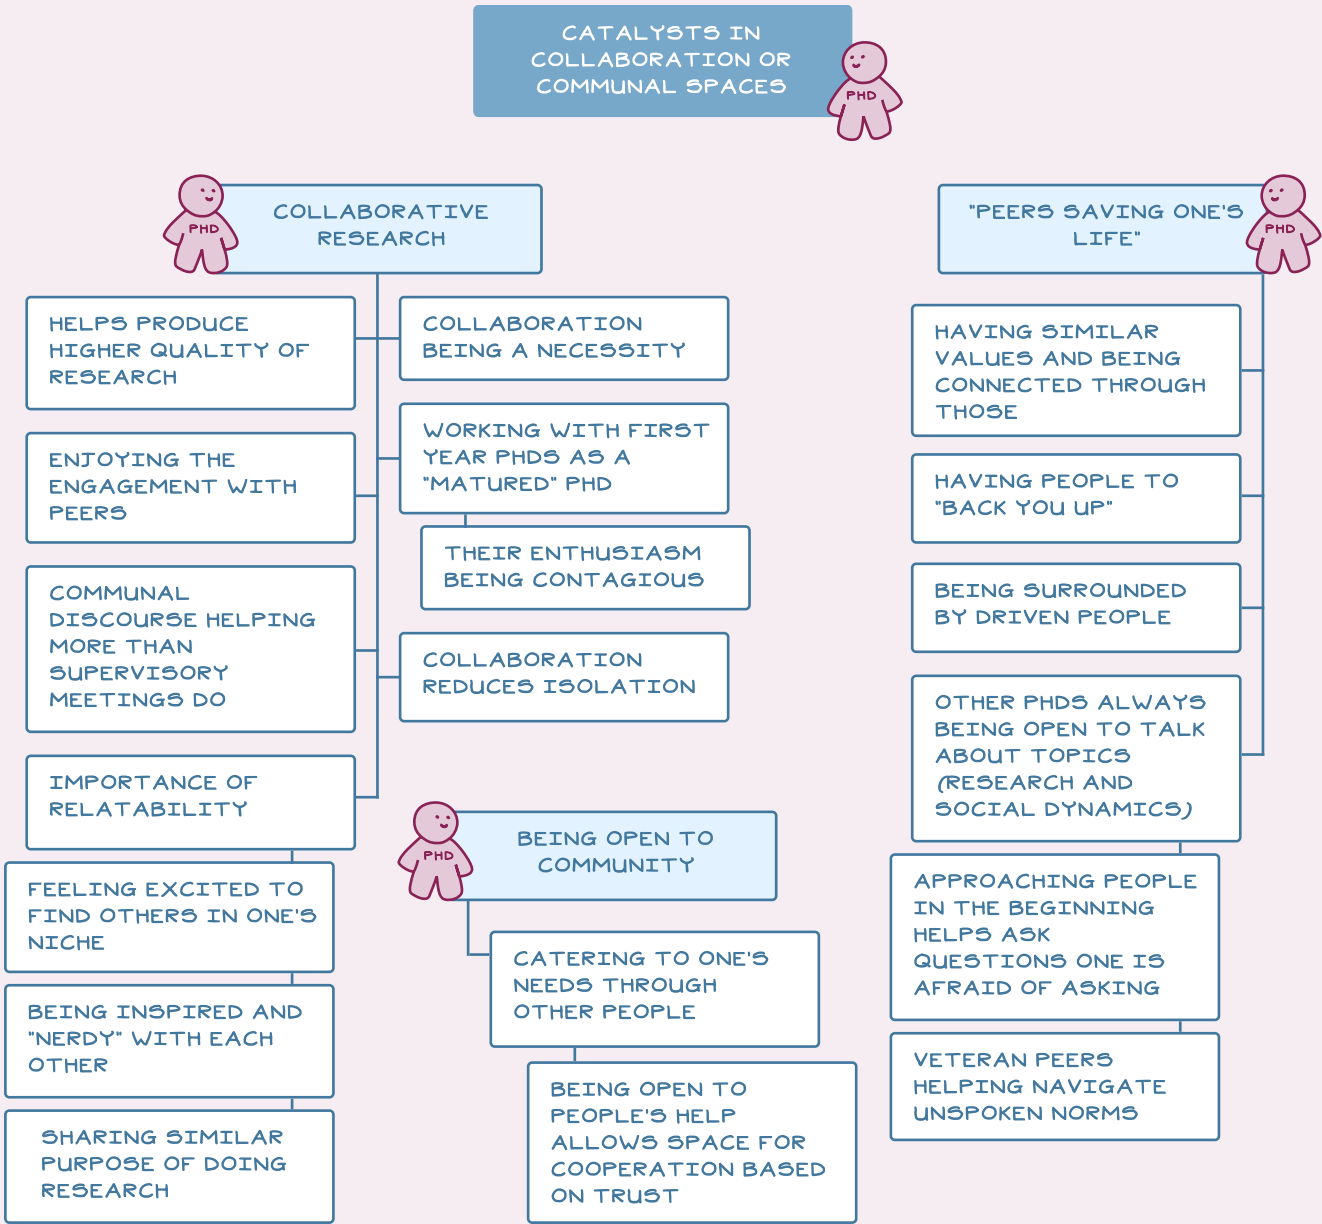 CATALYSTS IN
COLLABORATION OR
COMMUNAL SPACES
PHD
COLLABORATIVE
RESEARCH
PHD
HELPS PRODUCE
HIGHER QUALITY OF
RESEARCH
ENJOYING THE
ENGAGEMENT WITH
PEERS
COMMUNAL
DISCOURSE HELPING
MORE THAN
SUPERVISORY
MEETINGS DO
IMPORTANCE OF
RELATABILITY
FEELING EXCITED TO
FIND OTHERS IN ONE'S
NICHE
BEING INSPIRED AND
"NERDY" WITH EACH
OTHER
SHARING SIMILAR
PURPOSE OF DOING
RESEARCH
COLLABORATION
BEING A NECESSITY
WORKING WITH FIRST
YEAR PHDS AS A
"MATURED" PHD
THEIR ENTHUSIASM
BEING CONTAGIOUS
COLLABORATION
REDUCES ISOLATION
PHD
BEING OPEN TO
COMMUNITY
CATERING TO ONE'S
NEEDS THROUGH
OTHER PEOPLE
BEING OPEN TO
PEOPLE'S HELP
ALLOWS SPACE FOR
COOPERATION BASED
ON TRUST
"PEERS SAVING ONE'S
LIFE"
PHD
HAVING SIMILAR
VALUES AND BEING
CONNECTED THROUGH
THOSE
HAVING PEOPLE TO
"BACK YOU UP"
BEING SURROUNDED
BY DRIVEN PEOPLE
OTHER PHDS ALWAYS
BEING OPEN TO TALK
ABOUT TOPICS
(RESEARCH AND
SOCIAL DYNAMICS)
APPROACHING PEOPLE
IN THE BEGINNING
HELPS ASK
QUESTIONS ONE IS
AFRAID OF ASKING
VETERAN PEERS
HELPING NAVIGATE
UNSPOKEN NORMS